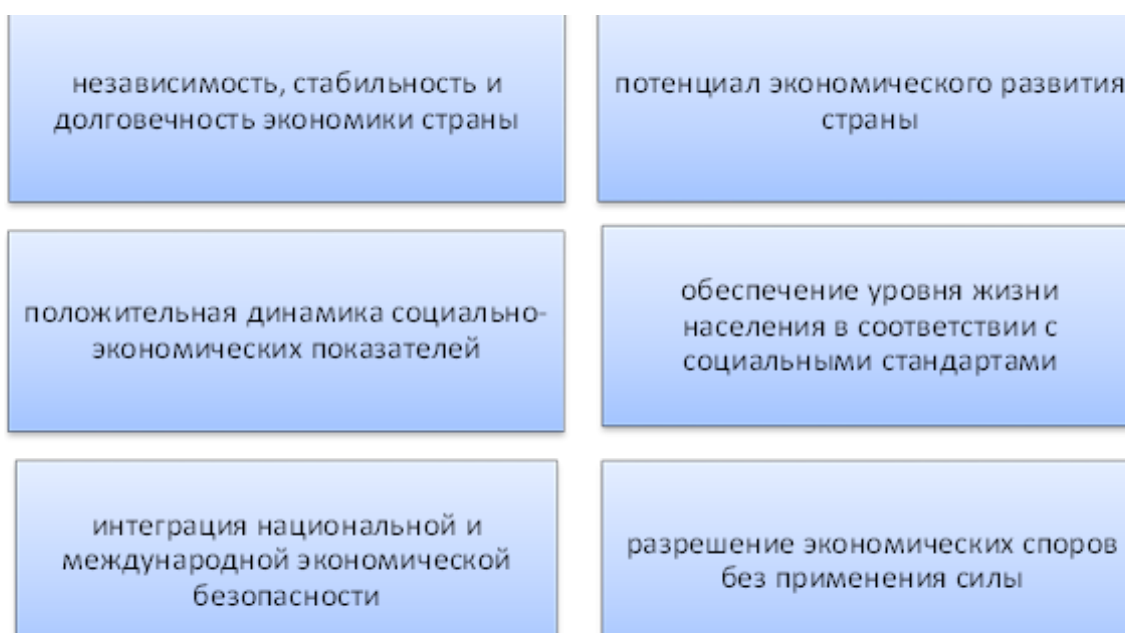 независимость, стабильность и
долговечность экономики страны
потенциал экономического развития
страны
положительная динамика социально-
экономических показателей
обеспечение уровня жизни
населения в соответствии с
социальными стандартами
интеграция национальной и
международной экономической
безопасности
разрешение экономических споров
без применения силы